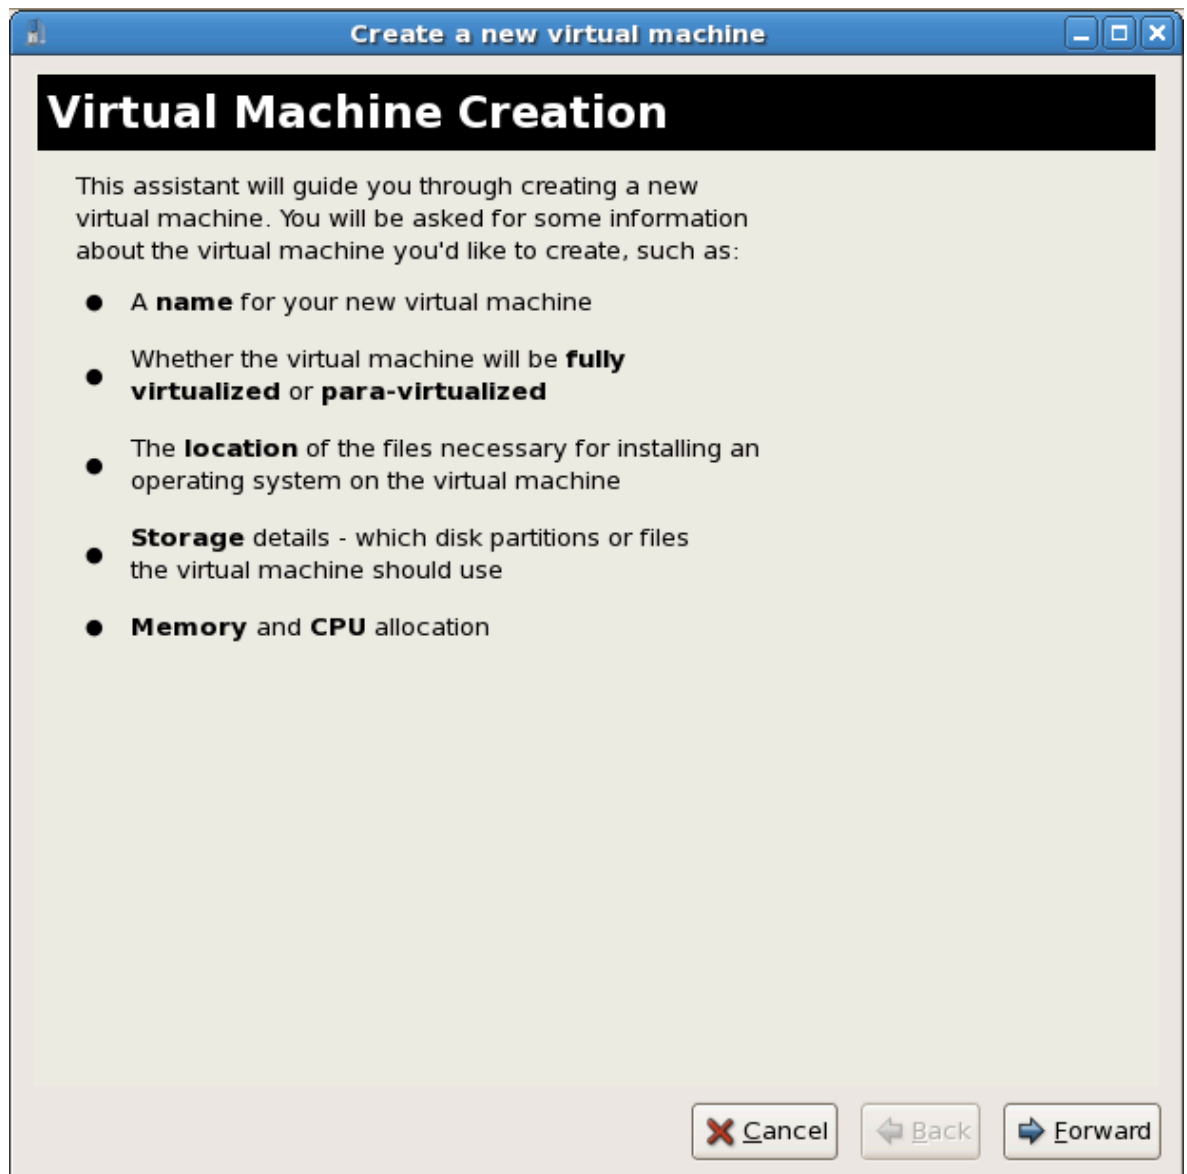 Create a new virtual machine
Virtual Machine Creation
This assistant will guide you through creating a new
virtual machine. You will be asked for some information
about the virtual machine you'd like to create, such as:
● A name for your new virtual machine
● Whether the virtual machine will be fully
virtualized or para-virtualized
● The location of the files necessary for installing an
operating system on the virtual machine
● Storage details - which disk partitions or files
the virtual machine should use
● Memory and CPU allocation
Cancel Back Forward